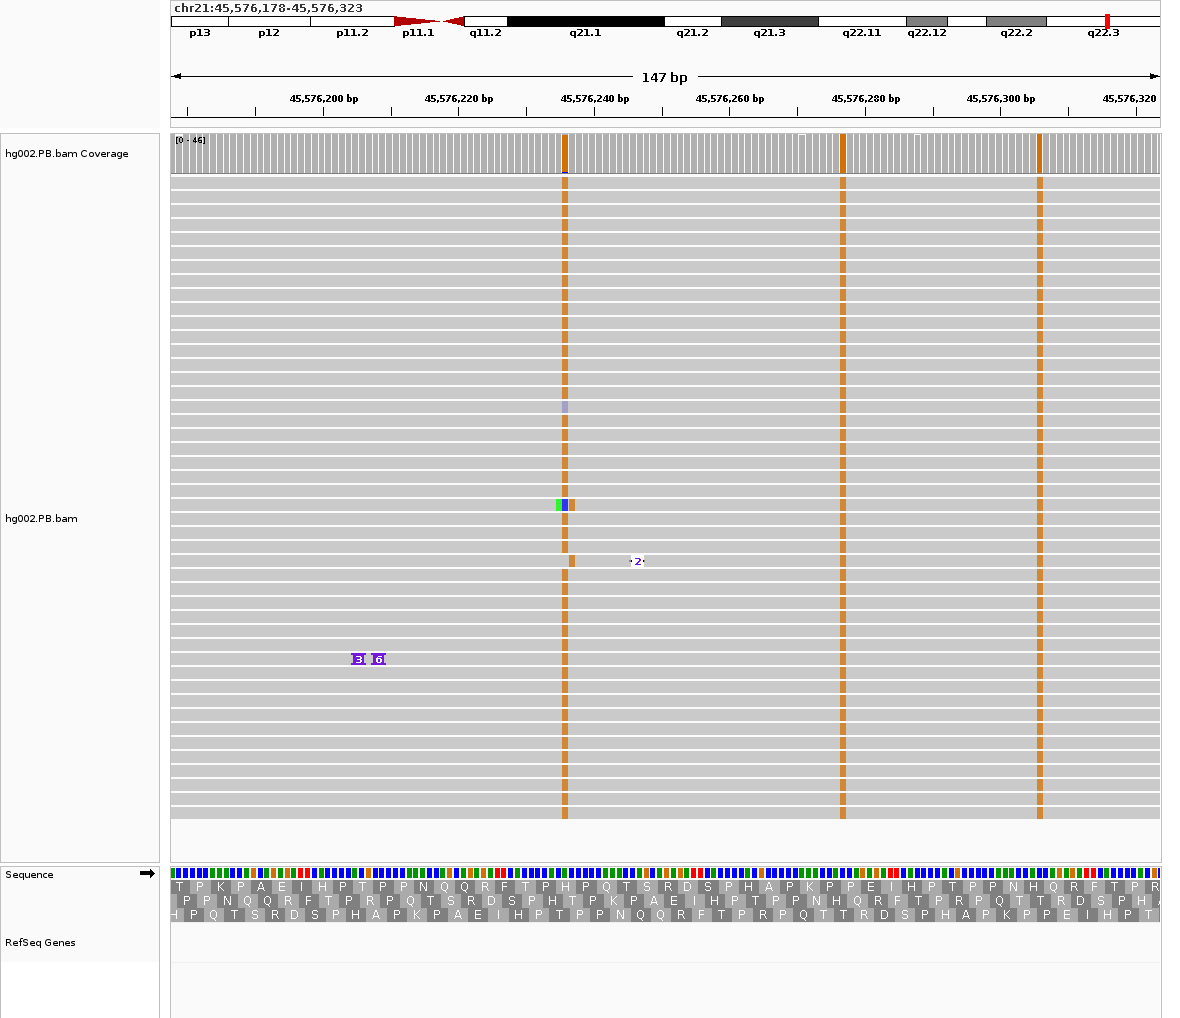 chr21:45,576,178-45,576,323
p13 p12 p11.2 p11.1 q11.2 q21.1 q21.2 q21.3 q22.11 q22.12 q22.2 q22.3
147 bp
45,576,200 bp 45,576,220 bp 45,576,240 bp 45,576,260 bp 45,576,280 bp 45,576,300 bp 45,576,320
[0 - 46]
hg002.PB.bam Coverage
hg002.PB.bam
2
3 6
Sequence
T P K P A E I H P T P P N Q Q R F T P H P Q T S R D S P H A P K P P E I H P T P P N H Q R F T P R
P P N Q Q R F T P R P Q T S R D S P H T P K P A E I H P T P P N H Q R F T P R P Q T T R D S P H A
H P Q T S R D S P H A P K P A E I H P T P P N Q Q R F T P R P Q T T R D S P H A P K P P E I H P T
RefSeq Genes